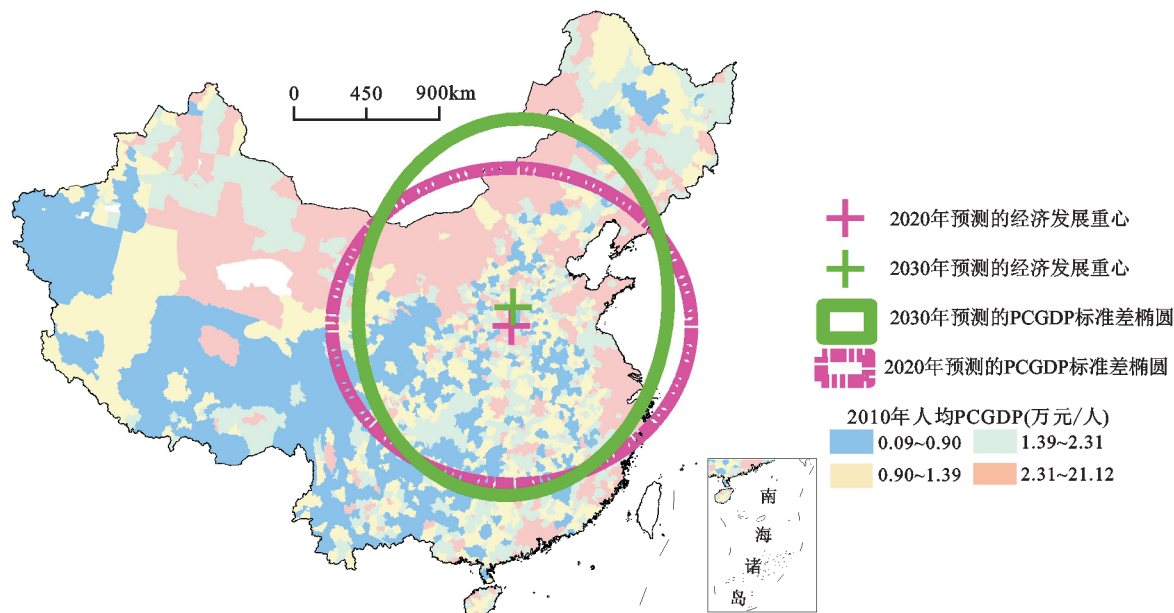 0 450 900km
2020年预测的经济发展重心
2030年预测的经济发展重心
2030年预测的PCGDP标准差椭圆
2020年预测的PCGDP标准差椭圆
2010年人均PCGDP(万元/人)
0.09~0.90 1.39~2.31
0.90~1.39 2.31~21.12
南
海
诸
岛